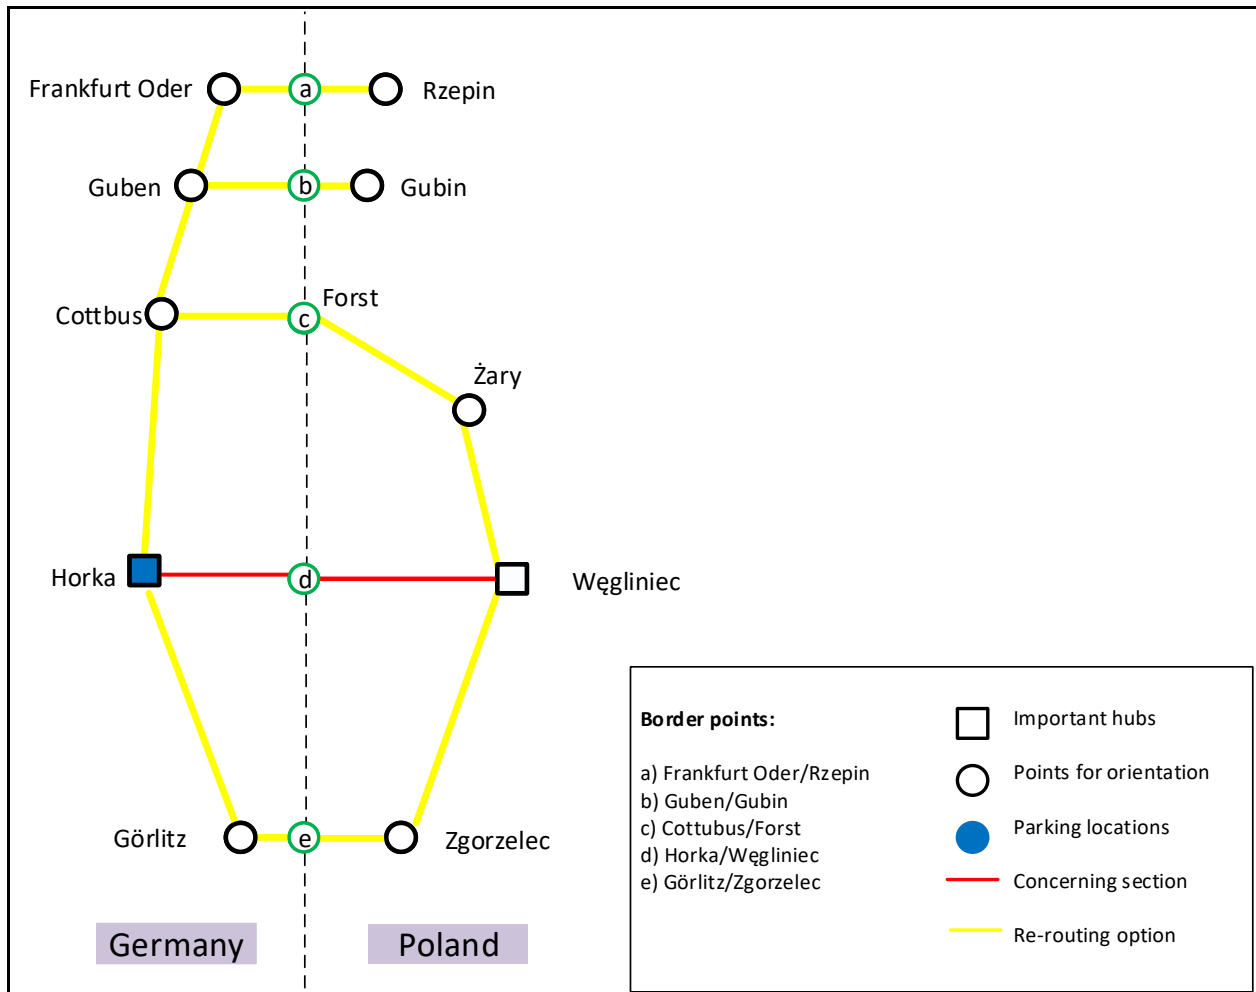 Frankfurt Oder
a
Rzepin
Guben
b
Gubin
Forst
Cottbus
c
Żary
Horka
d
Węgliniec
Görlitz
e
Zgorzelec
Germany
Poland
Border points:
a) Frankfurt Oder/Rzepin
b) Guben/Gubin
c) Cottubus/Forst
d) Horka/Węgliniec
e) Görlitz/Zgorzelec
Important hubs
Points for orientation
Parking locations
Concerning section
Re-routing option